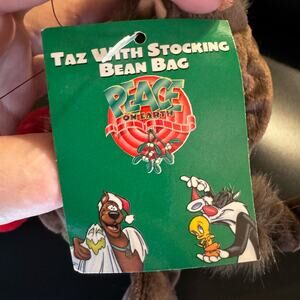 TAZ WITH STOCKING
BEAN BAG
PEACE
ON EARTH